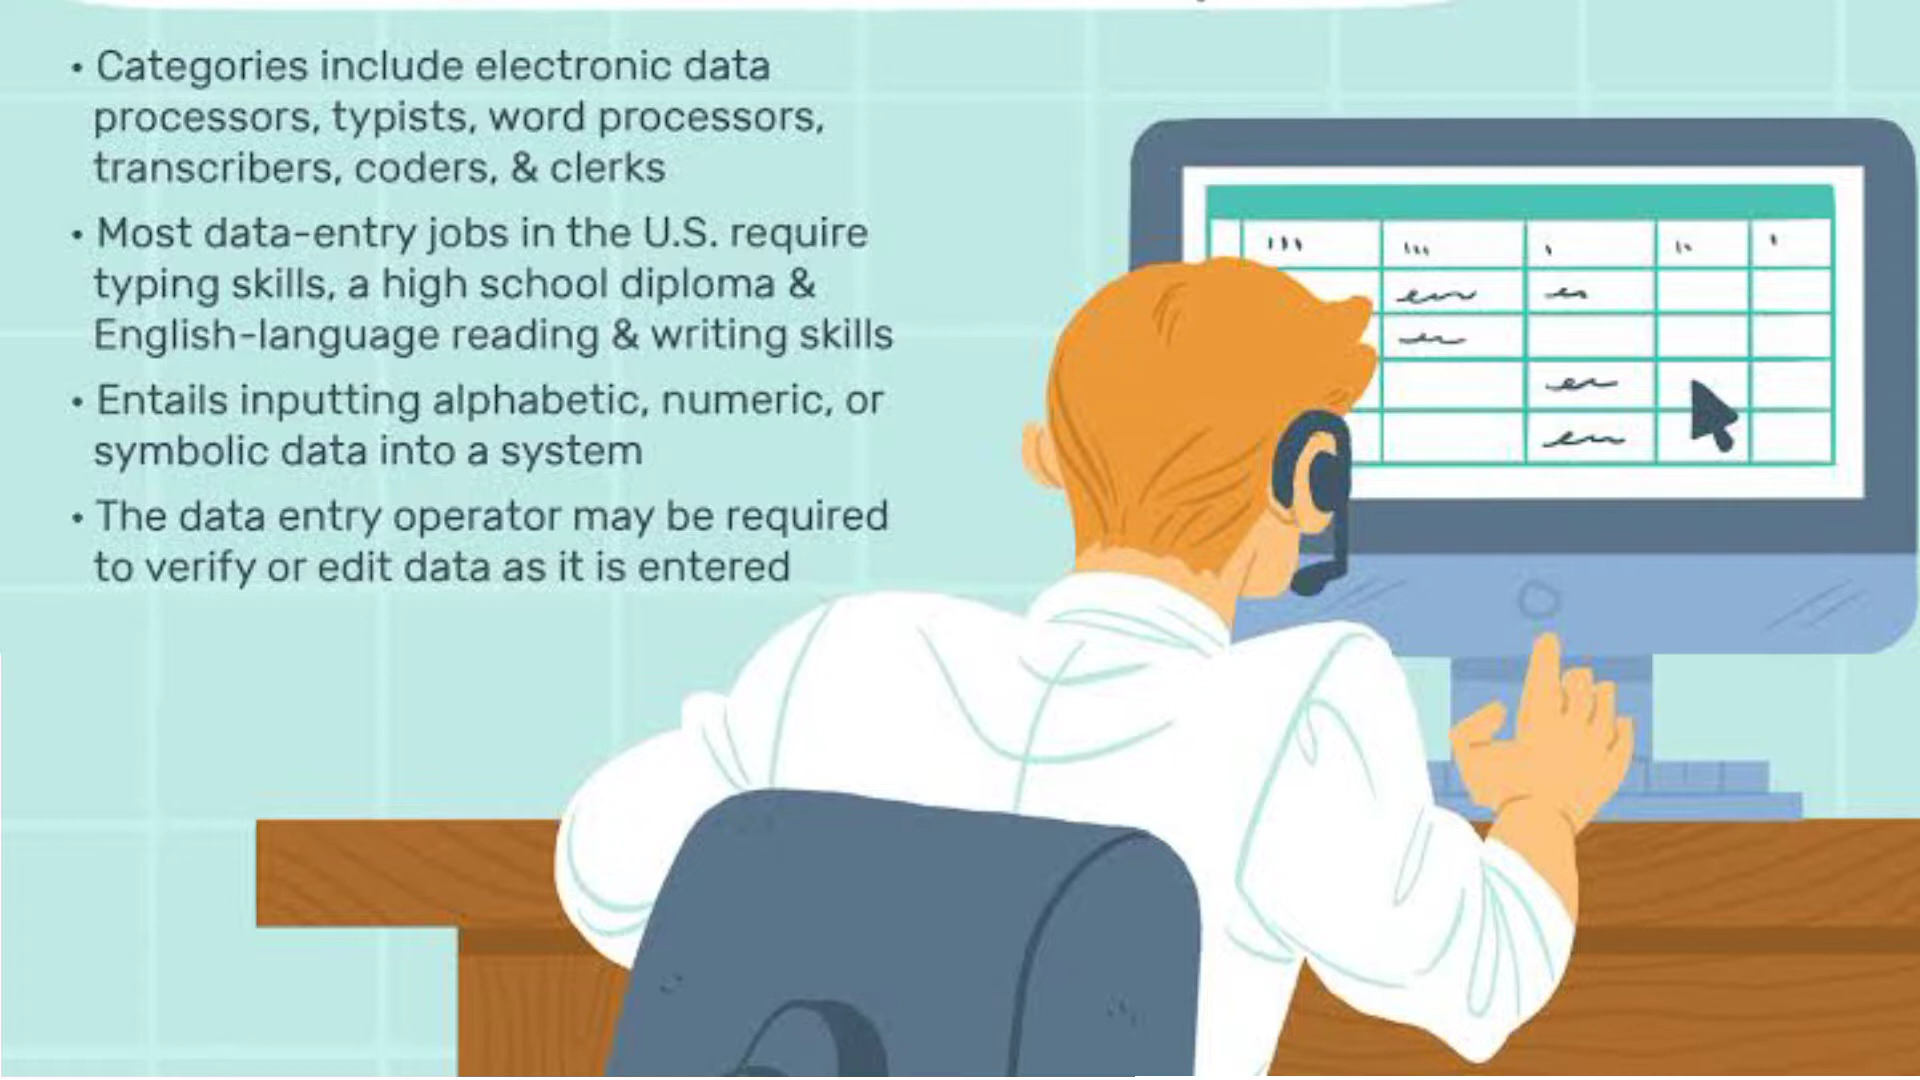 • Categories include electronic data
processors, typists, word processors,
transcribers, coders, & clerks
• Most data-entry jobs in the U.S. require
typing skills, a high school diploma &
English-language reading & writing skills
• Entails inputting alphabetic, numeric, or
symbolic data into a system
• The data entry operator may be required
to verify or edit data as it is entered